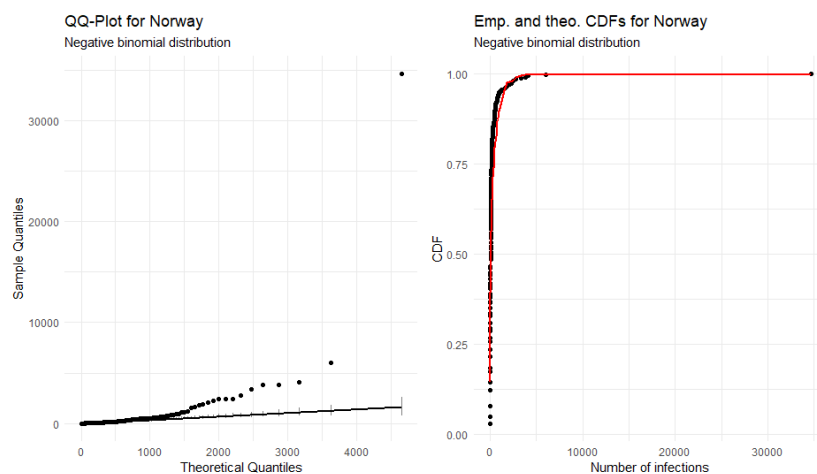 QQ-Plot for Norway
Negative binomial distribution
Sample Quantiles
30000
20000
10000
0
0 1000 2000 3000 4000
Theoretical Quantiles
Emp. and theo. CDFs for Norway
Negative binomial distribution
CDF
1.00
0.75
0.50
0.25
0.00
0 10000 20000 30000
Number of infections